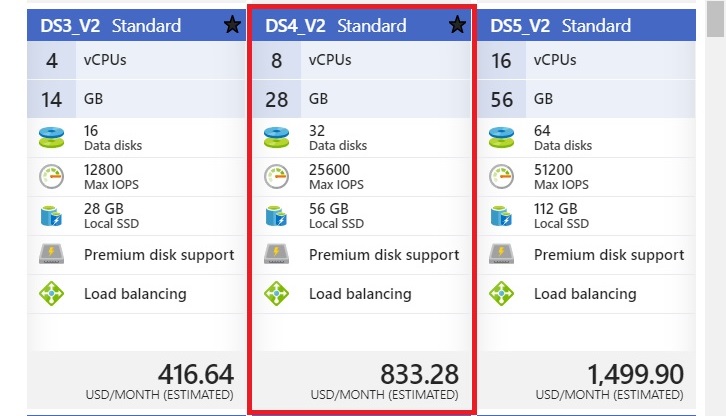 DS3_V2 Standard
4 vCPUs
14 GB
16
Data disks
12800
Max IOPS
28 GB
Local SSD
Premium disk support
Load balancing
416.64
USD/MONTH (ESTIMATED)
DS4_V2 Standard
8 vCPUs
28 GB
32
Data disks
25600
Max IOPS
56 GB
Local SSD
Premium disk support
Load balancing
833.28
USD/MONTH (ESTIMATED)
DS5_V2 Standard
16 vCPUs
56 GB
64
Data disks
51200
Max IOPS
112 GB
Local SSD
Premium disk support
Load balancing
1,499.90
USD/MONTH (ESTIMATED)